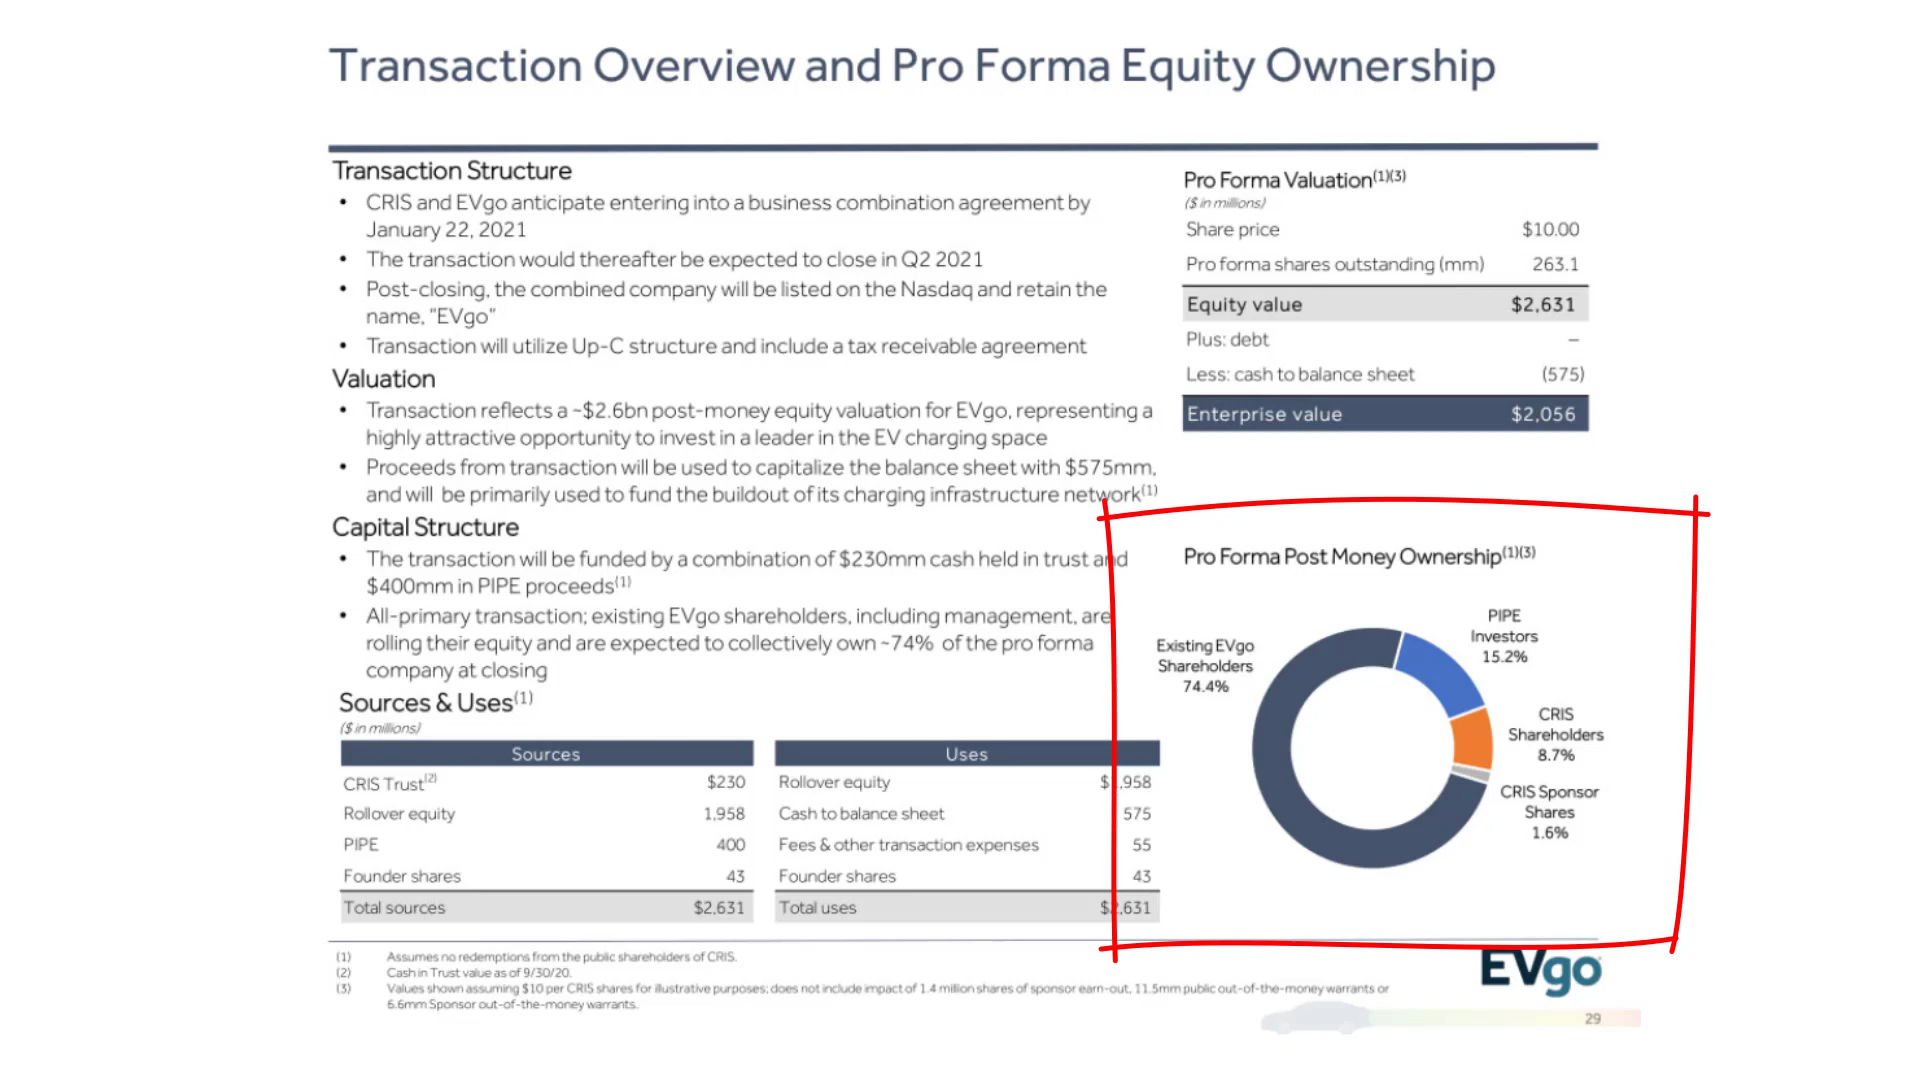 Transaction Overview and Pro Forma Equity Ownership
Transaction Structure
• CRIS and EVgo anticipate entering into a business combination agreement by
January 22, 2021
• The transaction would thereafter be expected to close in Q2 2021
• Post-closing, the combined company will be listed on the Nasdaq and retain the
name, "EVgo"
• Transaction will utilize Up-C structure and include a tax receivable agreement
Valuation
• Transaction reflects a ~$2.6bn post-money equity valuation for EVgo, representing a
highly attractive opportunity to invest in a leader in the EV charging space
• Proceeds from transaction will be used to capitalize the balance sheet with $575mm,
and will be primarily used to fund the buildout of its charging infrastructure network(1)
Capital Structure
• The transaction will be funded by a combination of $230mm cash held in trust and
$400mm in PIPE proceeds(1)
• All-primary transaction; existing EVgo shareholders, including management, are
rolling their equity and are expected to collectively own ~74% of the pro forma
company at closing
Sources & Uses(1)
($ in millions)
Sources
CRIS Trust(2) $230
Rollover equity 1,958
PIPE 400
Founder shares 43
Total sources $2,631
Uses
Rollover equity $1,958
Cash to balance sheet 575
Fees & other transaction expenses 55
Founder shares 43
Total uses $2,631
Pro Forma Valuation(1)(3)
($ in millions)
Share price $10.00
Pro forma shares outstanding (mm) 263.1
Equity value $2,631
Plus: debt –
Less: cash to balance sheet (575)
Enterprise value $2,056
Pro Forma Post Money Ownership(1)(3)
Existing EVgo
Shareholders
74.4%
PIPE
Investors
15.2%
CRIS
Shareholders
8.7%
CRIS Sponsor
Shares
1.6%
(1) Assumes no redemptions from the public shareholders of CRIS.
(2) Cash in Trust value as of 9/30/20.
(3) Values shown assuming $10 per CRIS shares for illustrative purposes; does not include impact of 1.4 million shares of sponsor earn-out, 11.5mm public out-of-the-money warrants or
6.6mm Sponsor out-of-the-money warrants.
EVgo
29